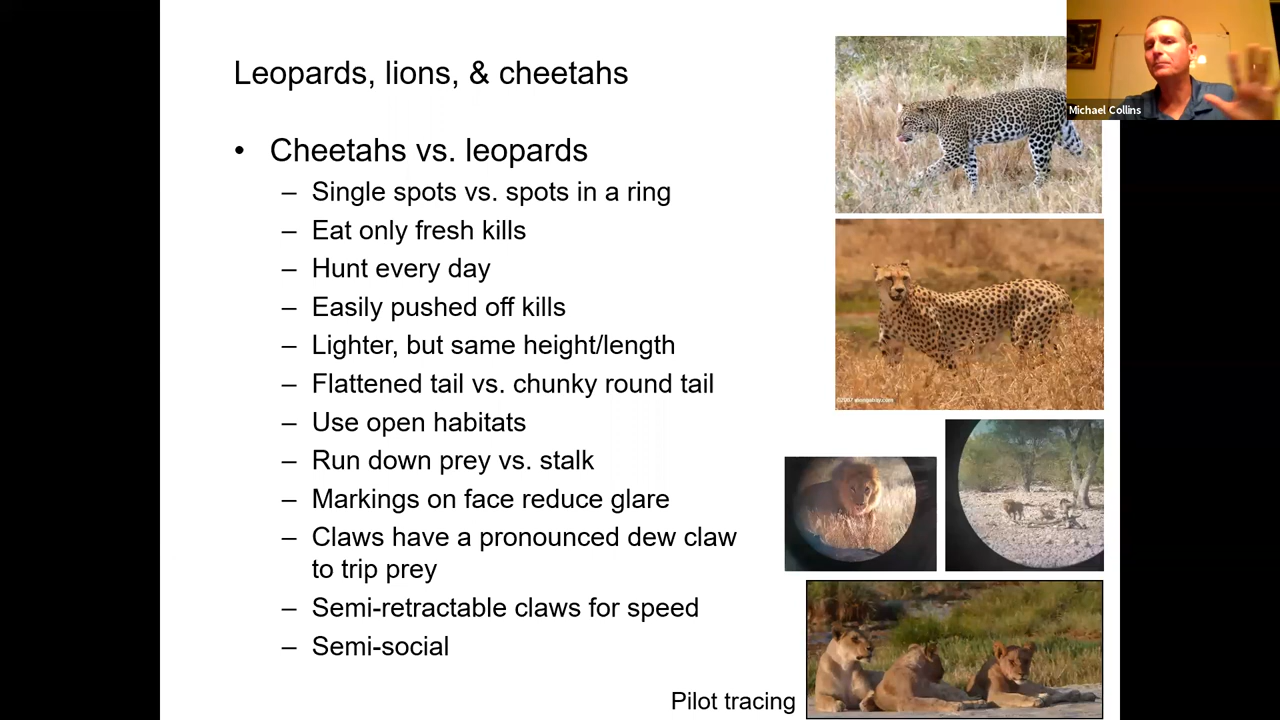 Leopards, lions, & cheetahs
• Cheetahs vs. leopards
– Single spots vs. spots in a ring
– Eat only fresh kills
– Hunt every day
– Easily pushed off kills
– Lighter, but same height/length
– Flattened tail vs. chunky round tail
– Use open habitats
– Run down prey vs. stalk
– Markings on face reduce glare
– Claws have a pronounced dew claw
to trip prey
– Semi-retractable claws for speed
– Semi-social
Pilot tracing
Michael Collins